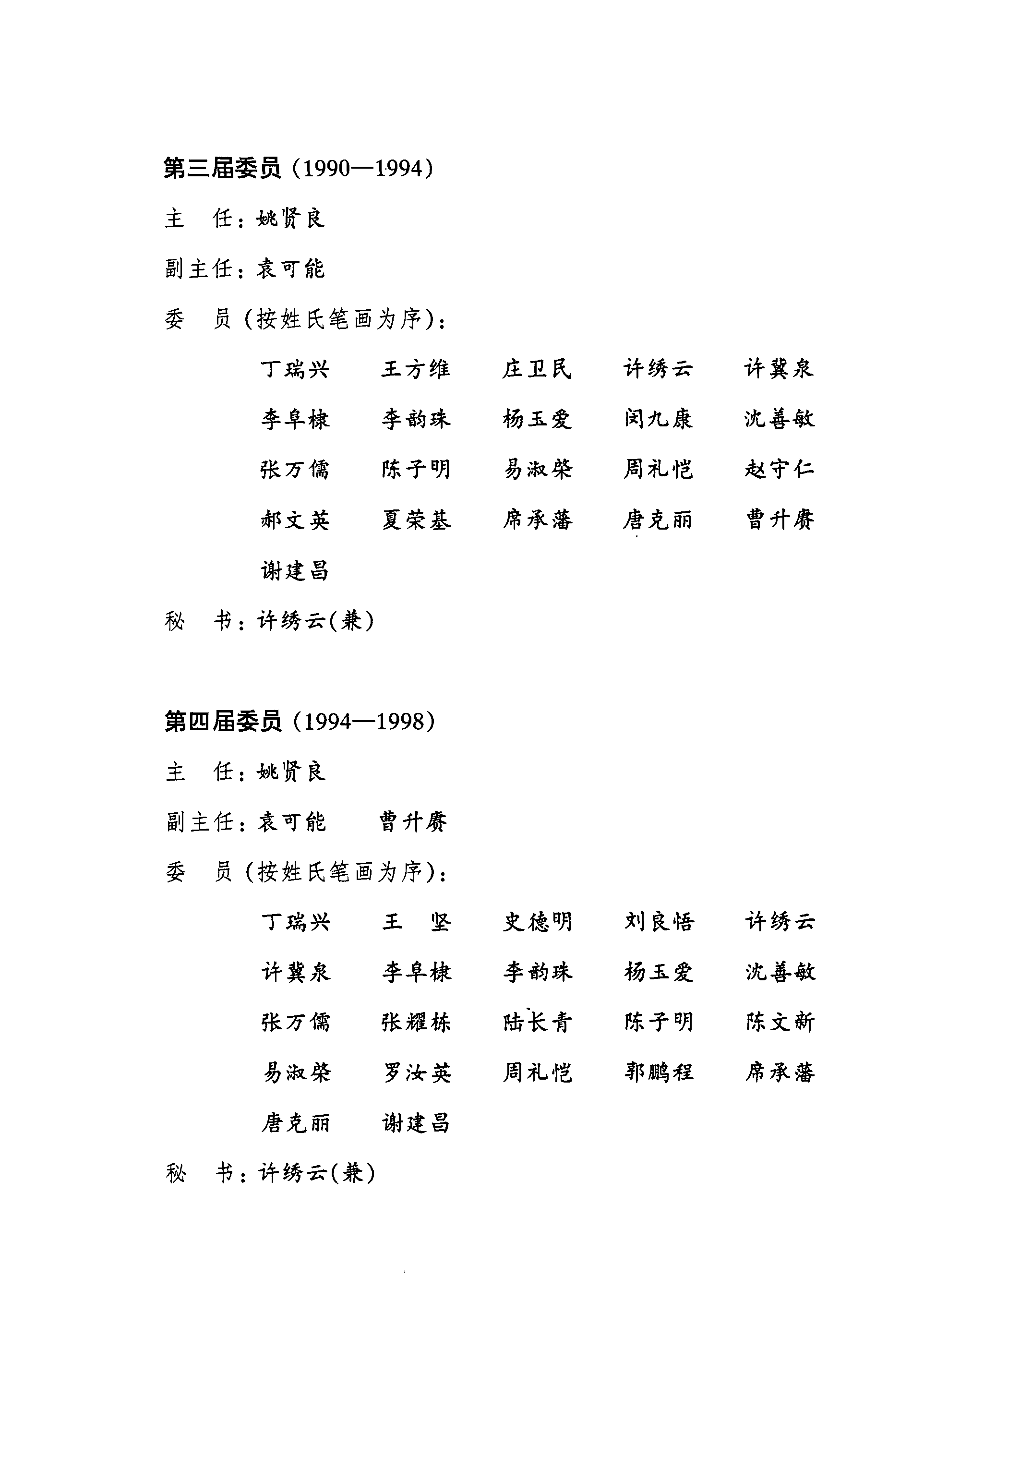 第三届委员（1990—1994）
主　任：姚贤良
副主任：袁可能
委　员（按姓氏笔画为序）：
丁瑞兴　王方维　庄卫民　许绣云　许冀泉
李阜棣　李韵珠　杨玉爱　闵九康　沈善敏
张万儒　陈子明　易淑棨　周礼恺　赵守仁
郝文英　夏荣基　席承藩　唐克丽　曹升赓
谢建昌
秘　书：许绣云（兼）
第四届委员（1994—1998）
主　任：姚贤良
副主任：袁可能　曹升赓
委　员（按姓氏笔画为序）：
丁瑞兴　王　坚　史德明　刘良悟　许绣云
许冀泉　李阜棣　李韵珠　杨玉爱　沈善敏
张万儒　张耀栋　陆长青　陈子明　陈文新
易淑棨　罗汝英　周礼恺　郭鹏程　席承藩
唐克丽　谢建昌
秘　书：许绣云（兼）